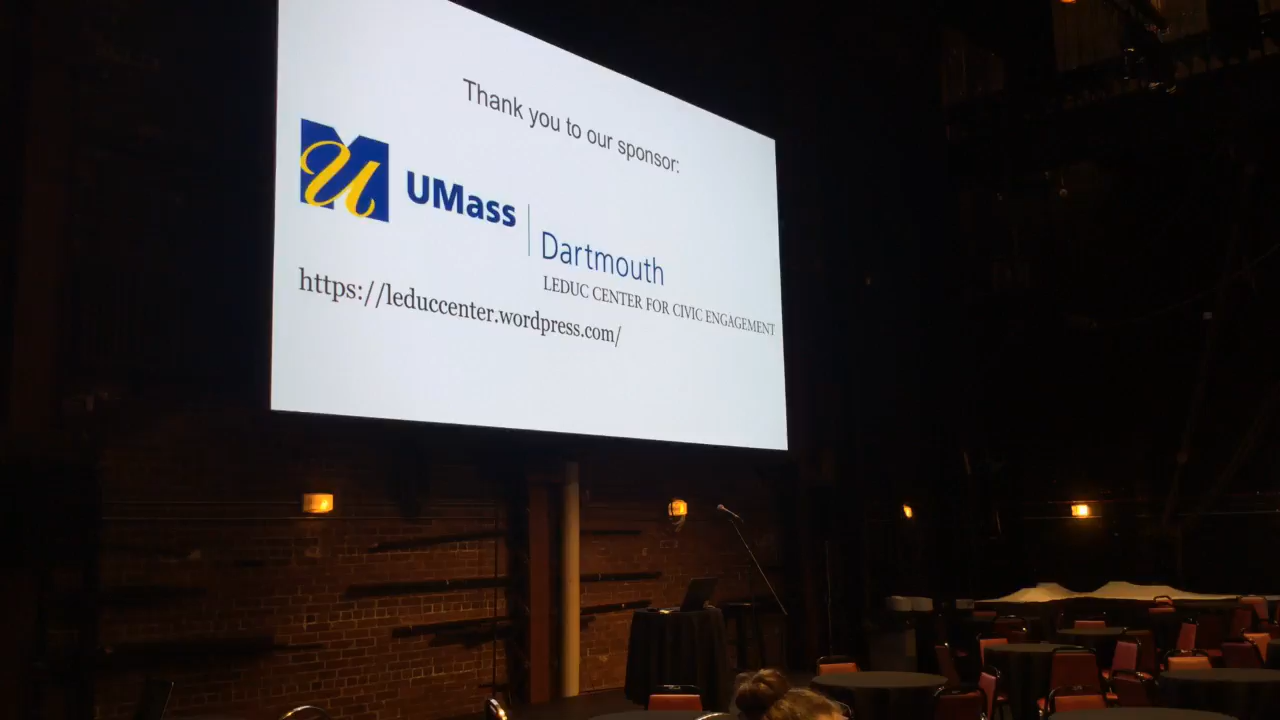 Thank you to our sponsor:
UMass
Dartmouth
LEDUC CENTER FOR CIVIC ENGAGEMENT
https://leduccenter.wordpress.com/